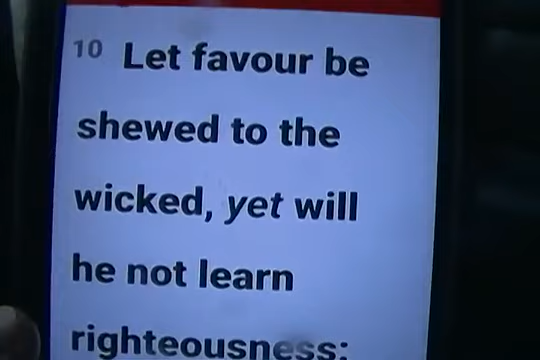 10 Let favour be
shewed to the
wicked, yet will
he not learn
righteousness: